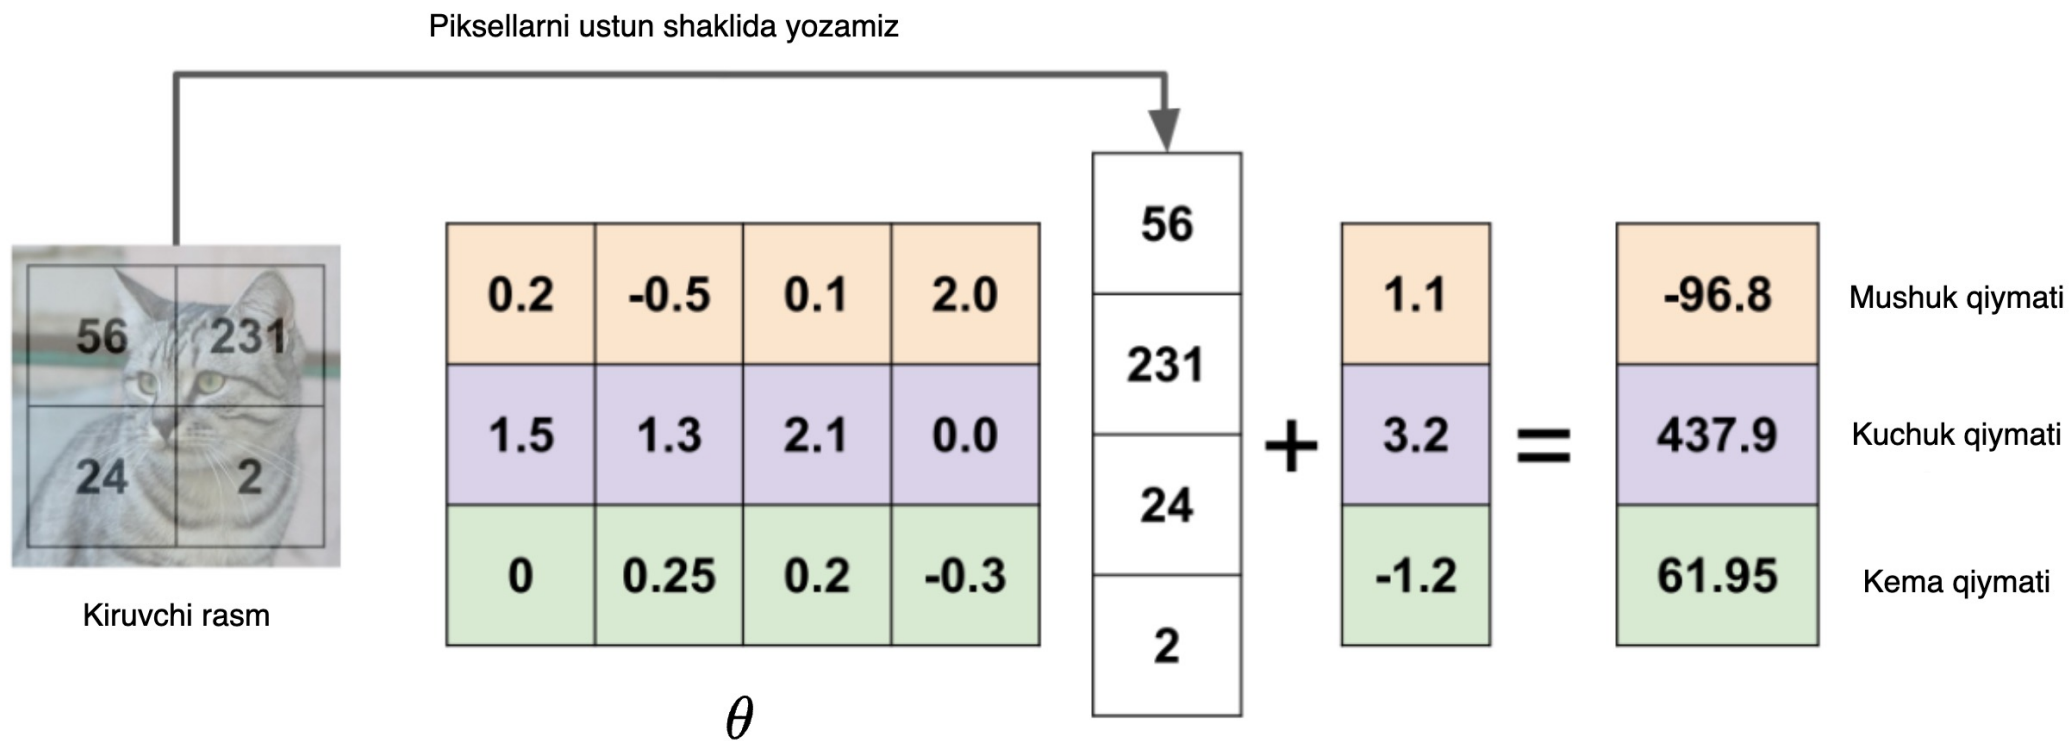 Piksellarni ustun shaklida yozamiz
56 231
24 2
Kiruvchi rasm
0.2 -0.5 0.1 2.0
1.5 1.3 2.1 0.0
0 0.25 0.2 -0.3
θ
56
231
24
2
+
1.1
3.2
-1.2
=
-96.8 Mushuk qiymati
437.9 Kuchuk qiymati
61.95 Kema qiymati